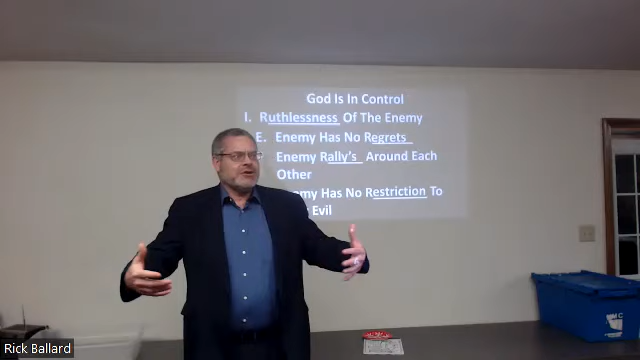 God Is In Control
I. Ruthlessness Of The Enemy
E. Enemy Has No Regrets
Enemy Rally's Around Each
Other
my Has No Restriction To
Evil
Rick Ballard